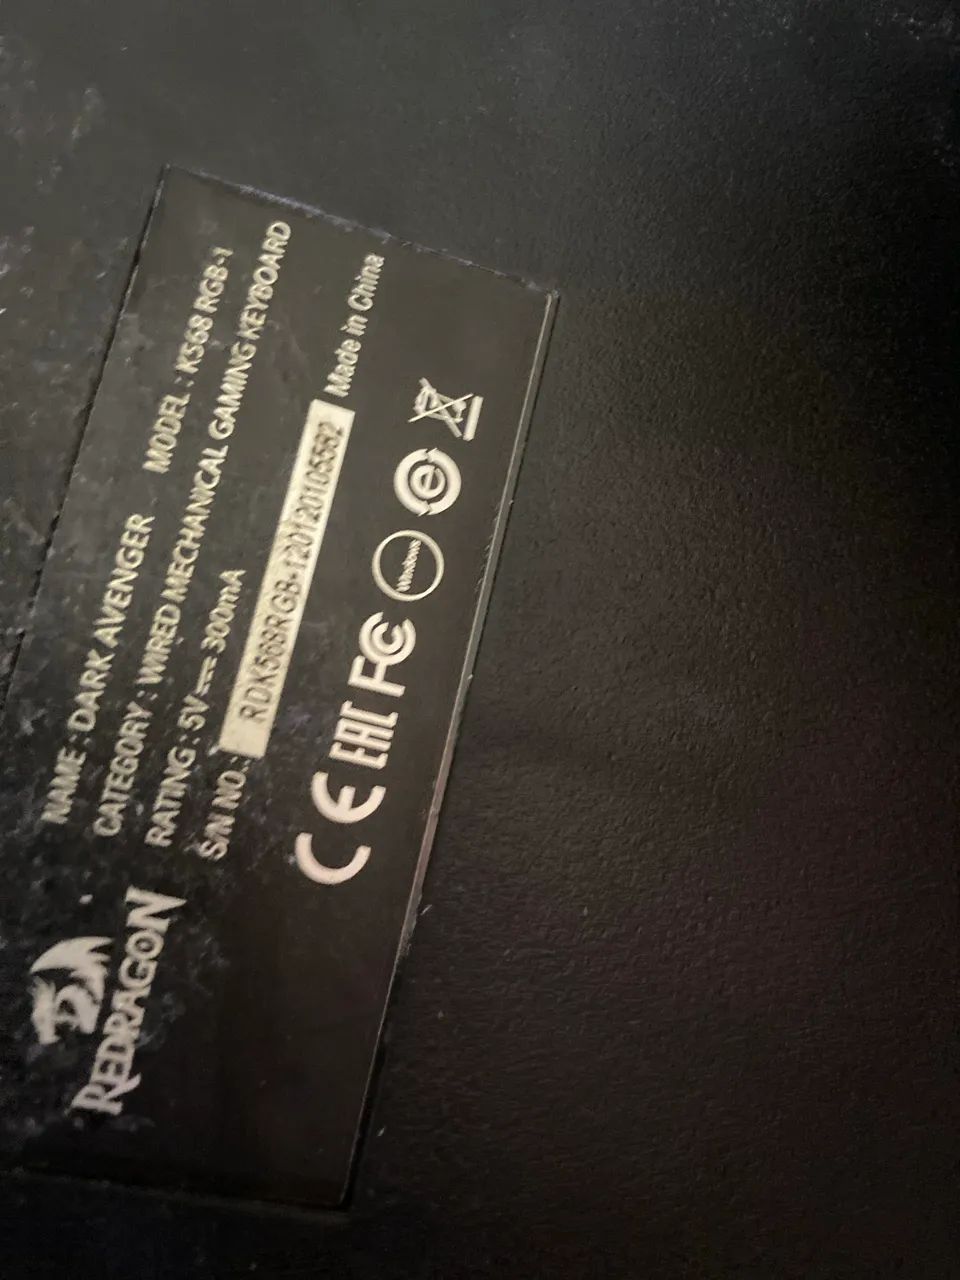 REDRAGON
NAME : DARK AVENGER MODEL : K568 RGB-1
CATEGORY : WIRED MECHANICAL GAMING KEYBOARD
RATING : 5V⎓300mA
S/N NO.: RDK568RGB-120120105582 Made in China
CE EAC FC Windows e